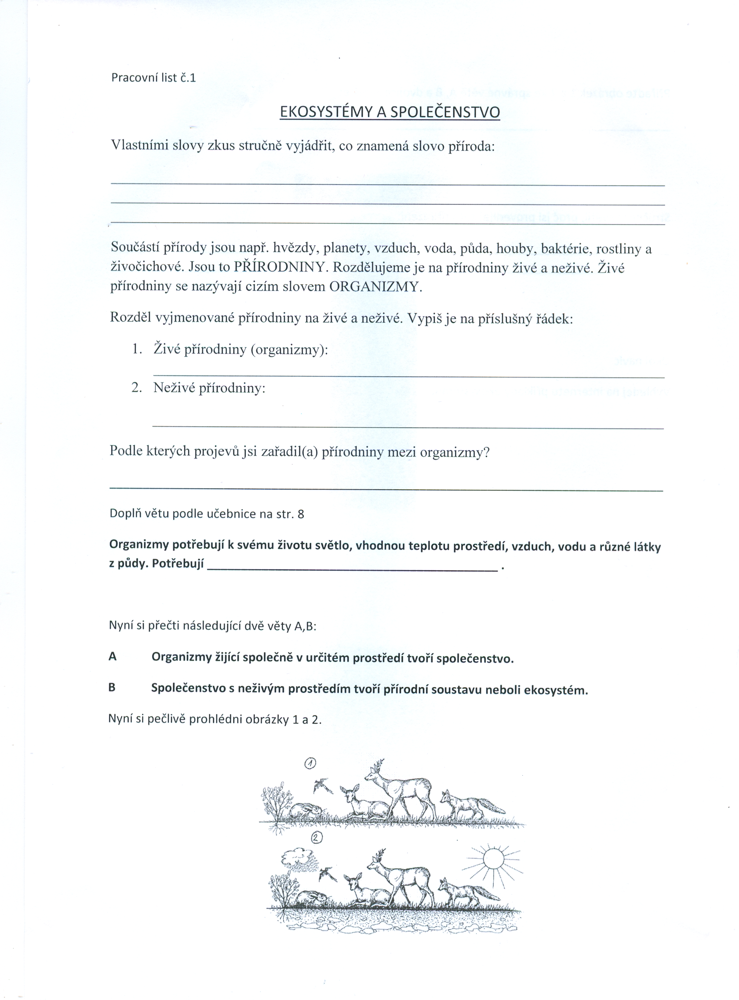 Pracovní list č.1
EKOSYSTÉMY A SPOLEČENSTVO
Vlastními slovy zkus stručně vyjádřit, co znamená slovo příroda:
Součástí přírody jsou např. hvězdy, planety, vzduch, voda, půda, houby, baktérie, rostliny a
živočichové. Jsou to PŘÍRODNINY. Rozdělujeme je na přírodniny živé a neživé. Živé
přírodniny se nazývají cizím slovem ORGANIZMY.
Rozděl vyjmenované přírodniny na živé a neživé. Vypiš je na příslušný řádek:
1. Živé přírodniny (organizmy):
2. Neživé přírodniny:
Podle kterých projevů jsi zařadil(a) přírodniny mezi organizmy?
Doplň větu podle učebnice na str. 8
Organizmy potřebují k svému životu světlo, vhodnou teplotu prostředí, vzduch, vodu a různé látky
z půdy. Potřebují ______________________________ .
Nyní si přečti následující dvě věty A,B:
A Organizmy žijící společně v určitém prostředí tvoří společenstvo.
B Společenstvo s neživým prostředím tvoří přírodní soustavu neboli ekosystém.
Nyní si pečlivě prohlédni obrázky 1 a 2.
1
2